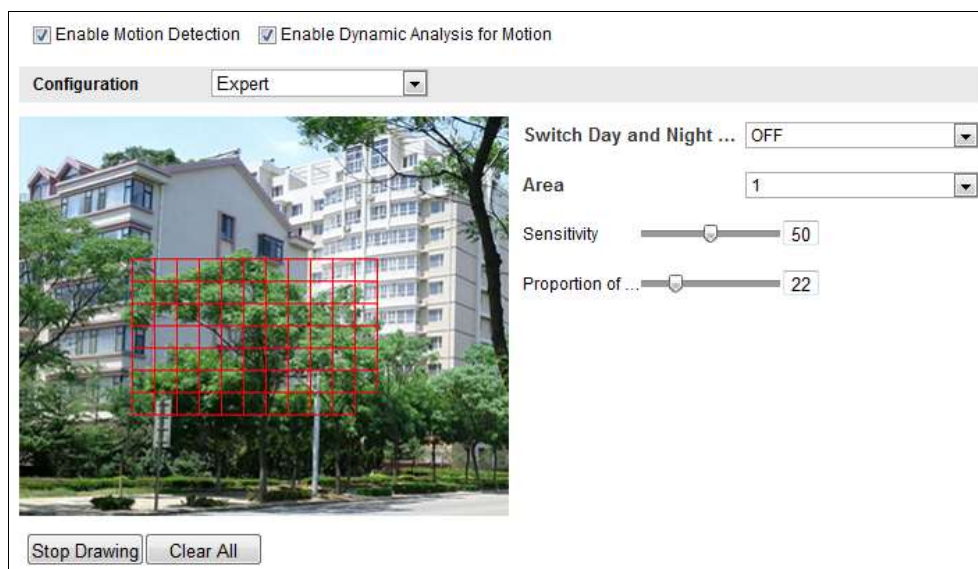 Enable Motion Detection Enable Dynamic Analysis for Motion
Configuration Expert
Switch Day and Night ... OFF
Area 1
Sensitivity 50
Proportion of ... 22
Stop Drawing Clear All